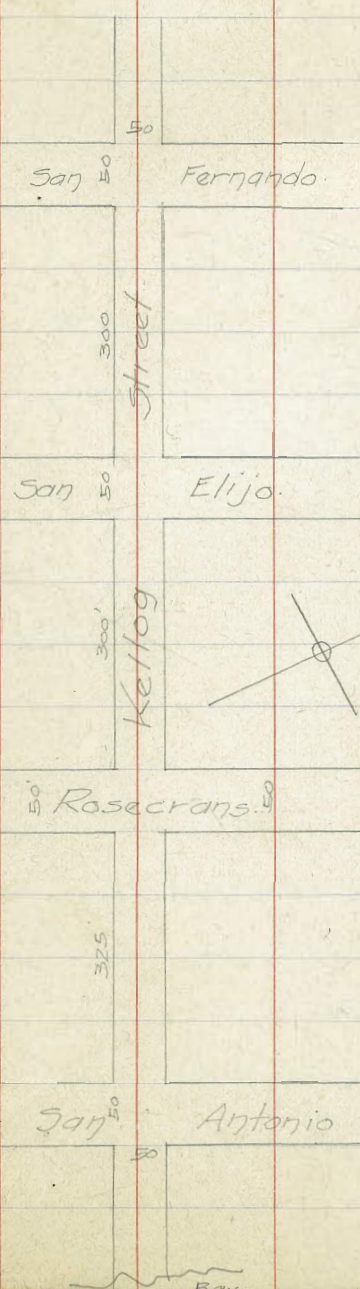 50
San 50 Fernando.
300
Street
San 50 Elijo.
300'
Kellog
50' Rosecrans. 50
325
San 50 Antonio
50
Bay